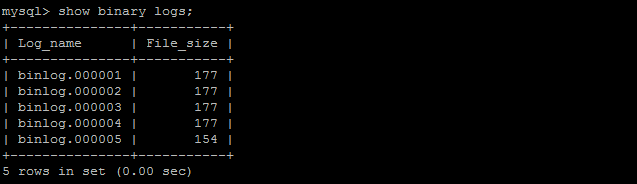 mysql> show binary logs;
+---------------+-----------+
| Log_name      | File_size |
+---------------+-----------+
| binlog.000001 |       177 |
| binlog.000002 |       177 |
| binlog.000003 |       177 |
| binlog.000004 |       177 |
| binlog.000005 |       154 |
+---------------+-----------+
5 rows in set (0.00 sec)